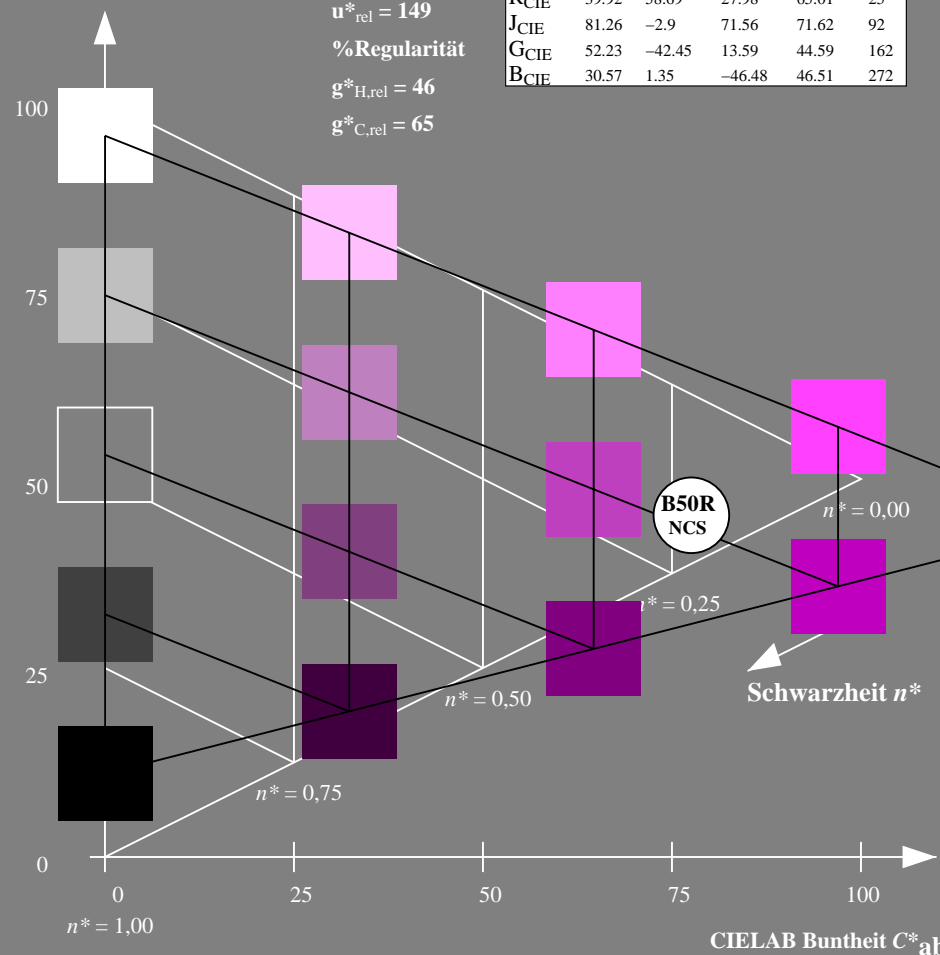 u*rel = 149
%Regularität
g*H,rel = 46
g*C,rel = 65
JCIE 81.26 −2.9 71.56 71.62 92
GCIE 52.23 −42.45 13.59 44.59 162
BCIE 30.57 1.35 −46.48 46.51 272
100
75
50
25
0
B50R
NCS
n* = 0,00
n* = 0,25
Schwarzheit n*
n* = 0,50
n* = 0,75
0 25 50 75 100
n* = 1,00
CIELAB Buntheit C*ab